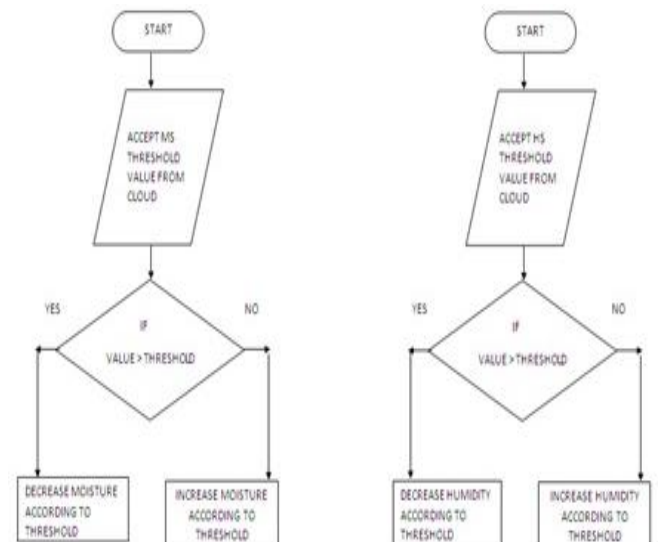 START
ACCEPT MS
THRESHOLD
VALUE FROM
CLOUD
YES
NO
IF
VALUE > THRESHOLD
DECREASE MOISTURE
ACCORDING TO
THRESHOLD
INCREASE MOISTURE
ACCORDING TO
THRESHOLD
START
ACCEPT HS
THRESHOLD
VALUE FROM
CLOUD
YES
NO
IF
VALUE > THRESHOLD
DECREASE HUMIDITY
ACCORDING TO
THRESHOLD
INCREASE HUMIDITY
ACCORDING TO
THRESHOLD